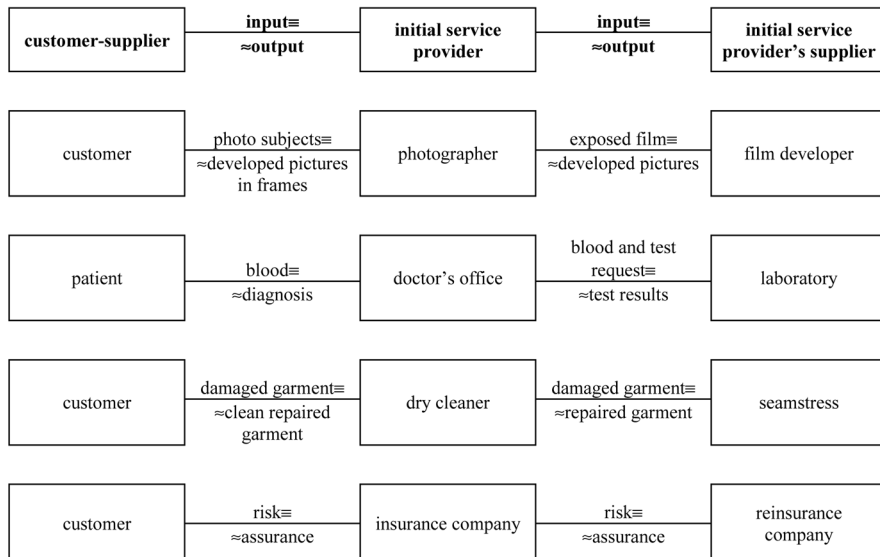 customer-supplier
input≡
≈output
initial service
provider
input≡
≈output
initial service
provider’s supplier
customer
photo subjects≡
≈developed pictures
in frames
photographer
exposed film≡
≈developed pictures
film developer
patient
blood≡
≈diagnosis
doctor’s office
blood and test
request≡
≈test results
laboratory
customer
damaged garment≡
≈clean repaired
garment
dry cleaner
damaged garment≡
≈repaired garment
seamstress
customer
risk≡
≈assurance
insurance company
risk≡
≈assurance
reinsurance
company